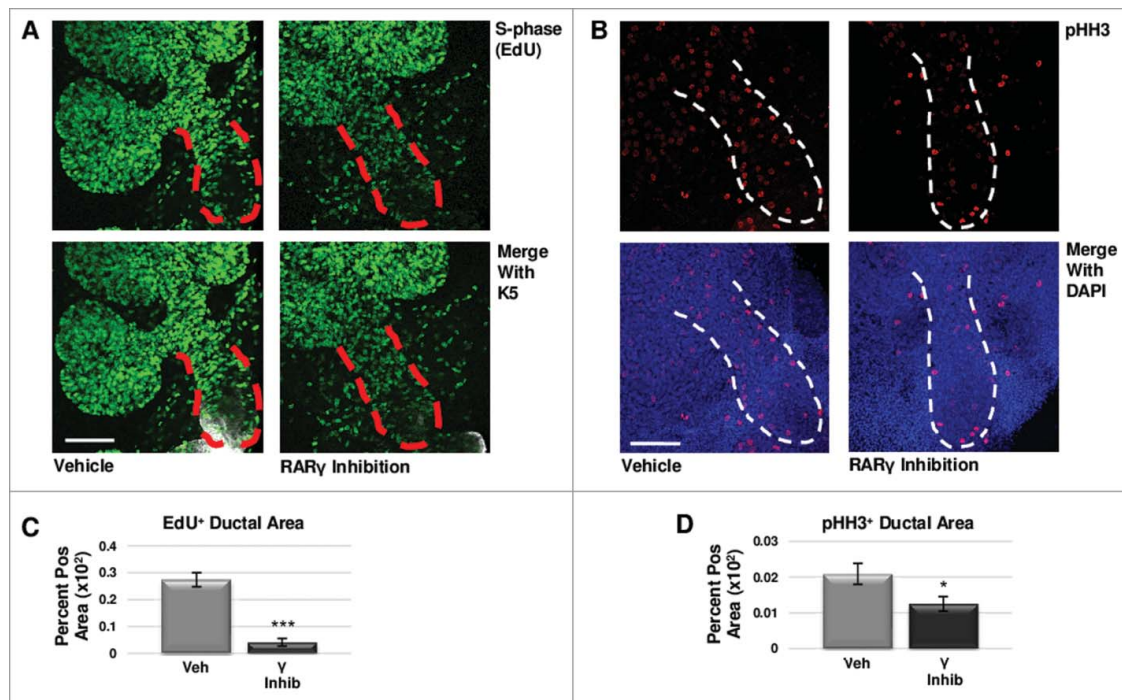 A
S-phase
(EdU)
Merge
With
K5
Vehicle
RARγ Inhibition
B
pHH3
Merge
With
DAPI
Vehicle
RARγ Inhibition
C
EdU⁺ Ductal Area
Percent Pos
Area (x10²)
0.4
0.3
0.2
0.1
0
***
Veh
γ
Inhib
D
pHH3⁺ Ductal Area
Percent Pos
Area (x10²)
0.03
0.02
0.01
0
*
Veh
γ
Inhib